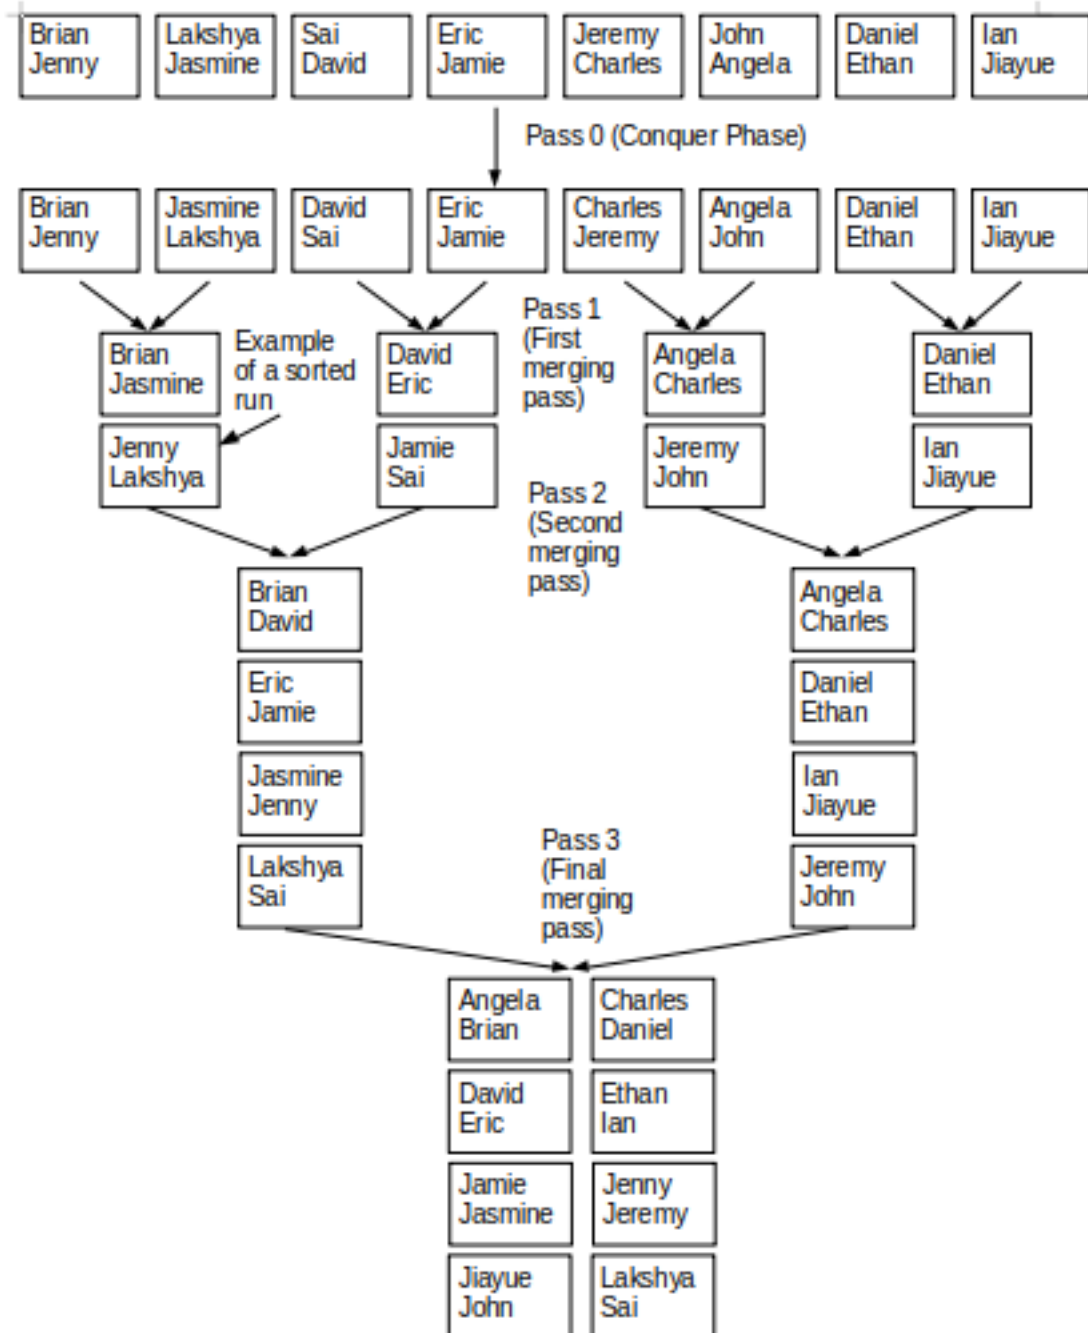 Brian
Jenny
Lakshya
Jasmine
Sai
David
Eric
Jamie
Jeremy
Charles
John
Angela
Daniel
Ethan
Ian
Jiayue
Pass 0 (Conquer Phase)
Brian
Jenny
Jasmine
Lakshya
David
Sai
Eric
Jamie
Charles
Jeremy
Angela
John
Daniel
Ethan
Ian
Jiayue
Pass 1
(First
merging
pass)
Brian
Jasmine
Example
of a sorted
run
David
Eric
Angela
Charles
Daniel
Ethan
Jenny
Lakshya
Jamie
Sai
Jeremy
John
Ian
Jiayue
Pass 2
(Second
merging
pass)
Brian
David
Angela
Charles
Eric
Jamie
Daniel
Ethan
Jasmine
Jenny
Ian
Jiayue
Lakshya
Sai
Jeremy
John
Pass 3
(Final
merging
pass)
Angela
Brian
Charles
Daniel
David
Eric
Ethan
Ian
Jamie
Jasmine
Jenny
Jeremy
Jiayue
John
Lakshya
Sai